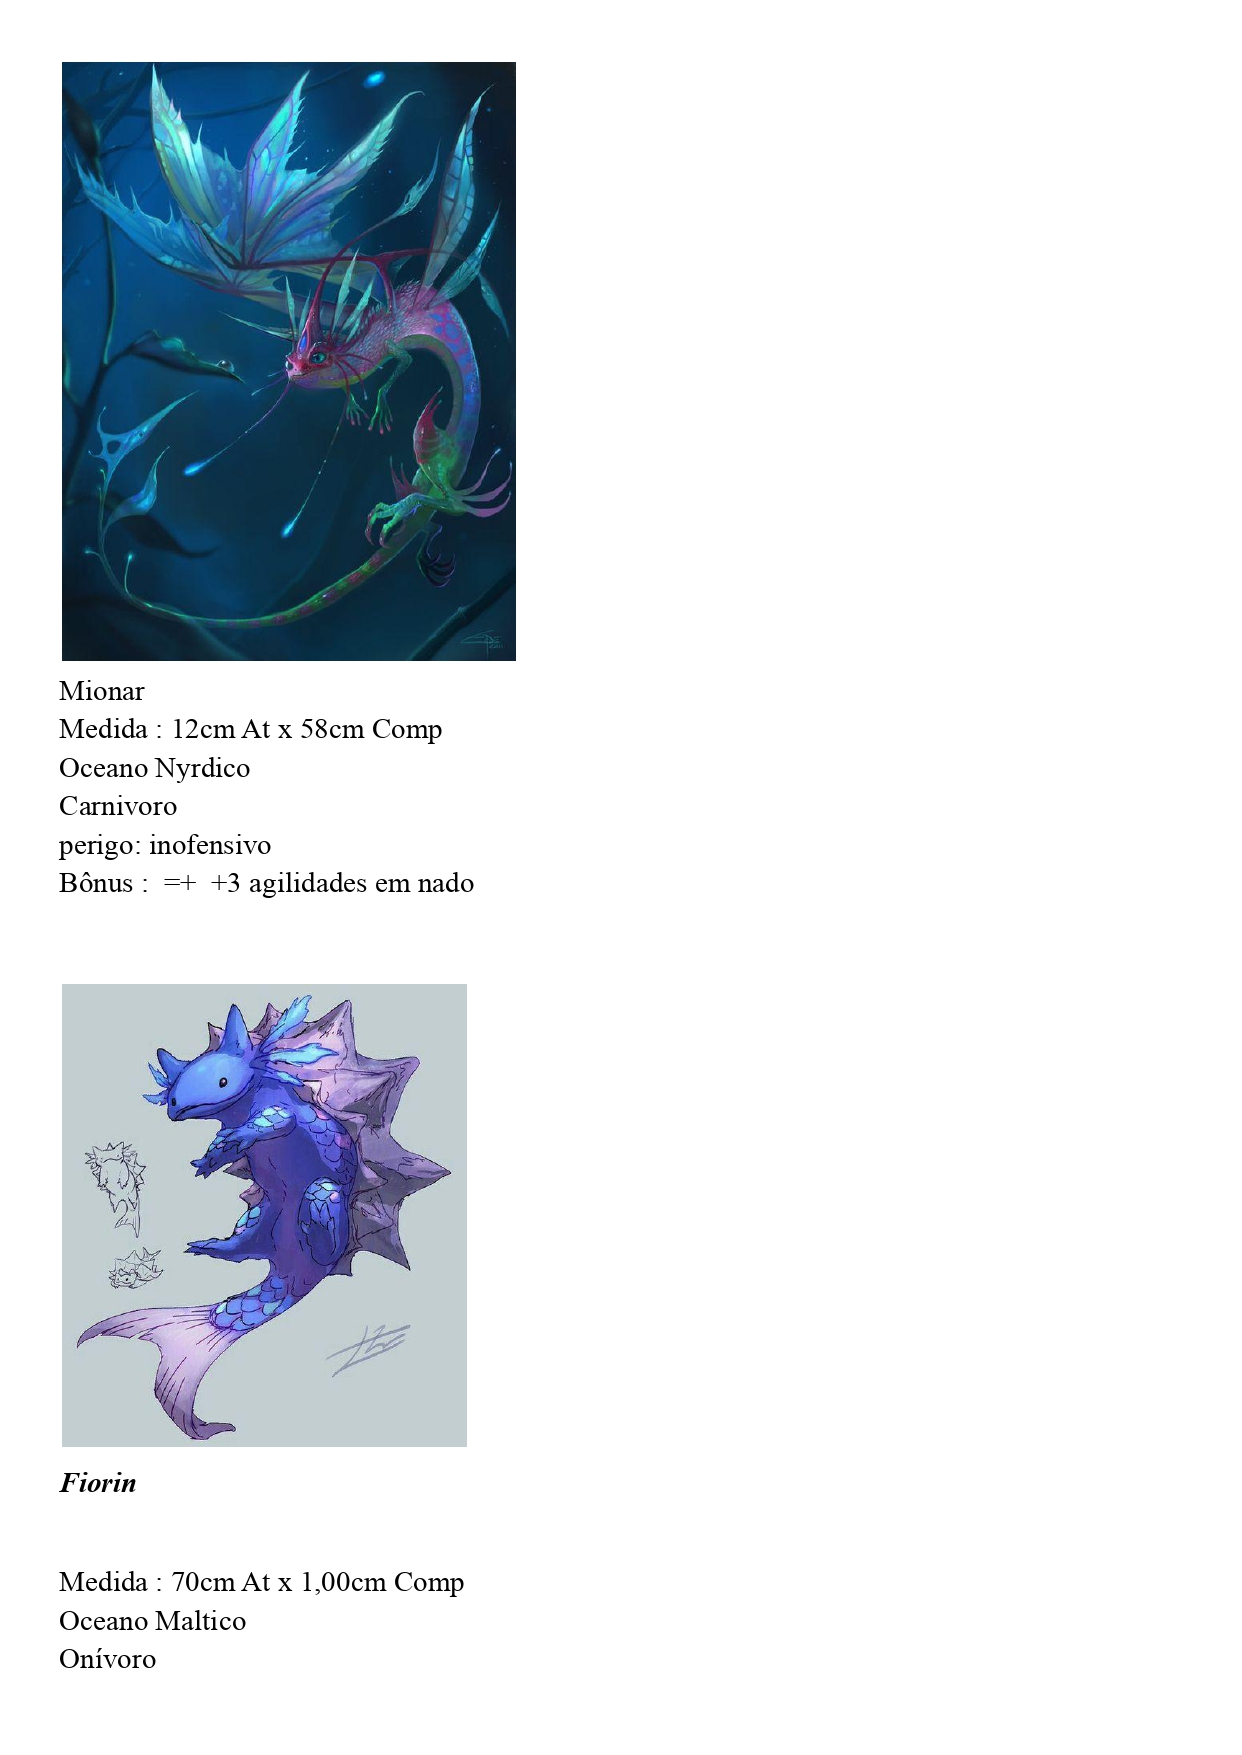 Mionar
Medida : 12cm At x 58cm Comp
Oceano Nyrdico
Carnivoro
perigo: inofensivo
Bônus :  =+  +3 agilidades em nado
Fiorin
Medida : 70cm At x 1,00cm Comp
Oceano Maltico
Onívoro